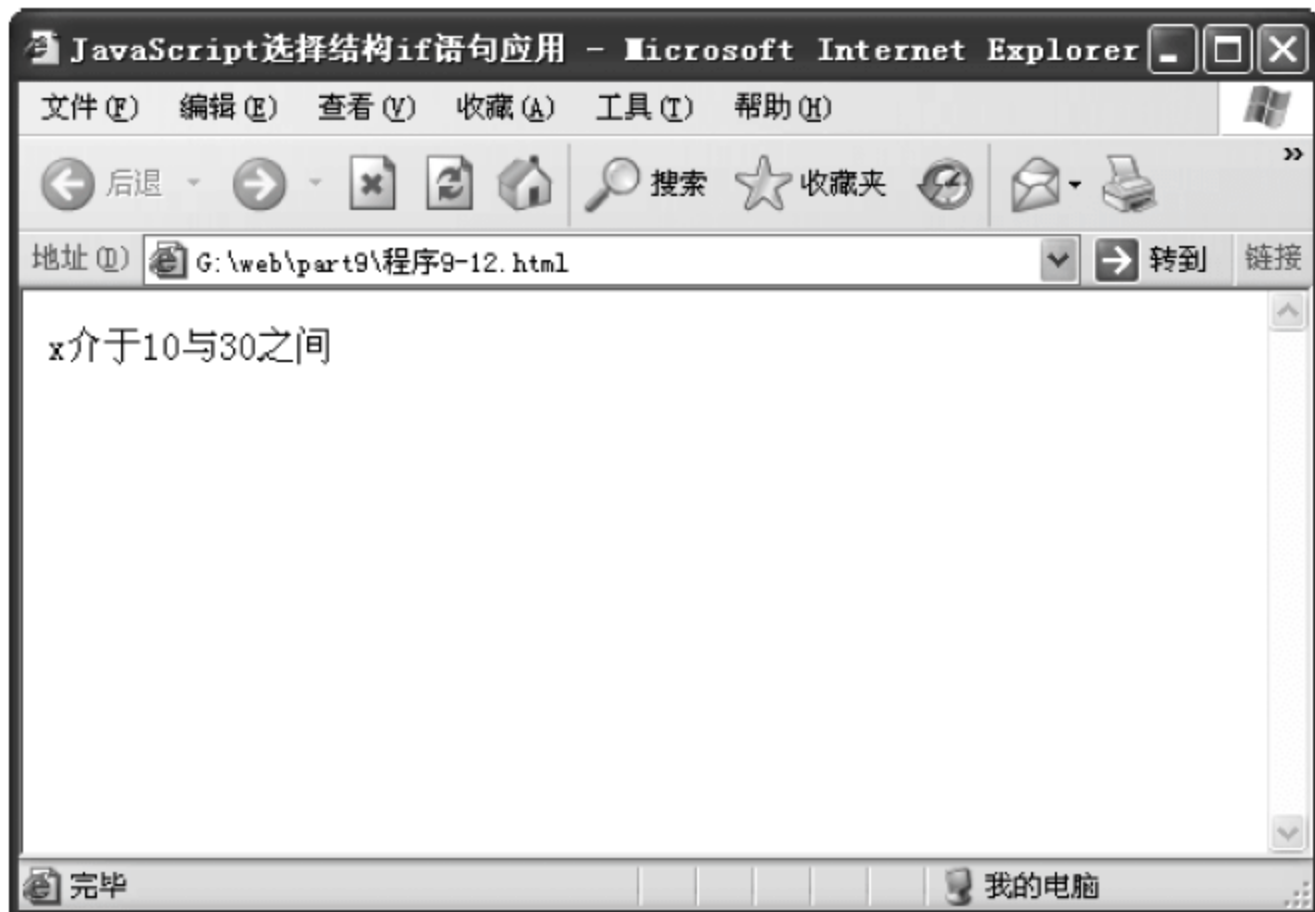 JavaScript选择结构if语句应用 - Microsoft Internet Explorer
文件(F) 编辑(E) 查看(V) 收藏(A) 工具(T) 帮助(H)
后退 搜索 收藏夹 »
地址(D) G:\web\part9\程序9-12.html 转到 链接
x介于10与30之间
完毕 我的电脑